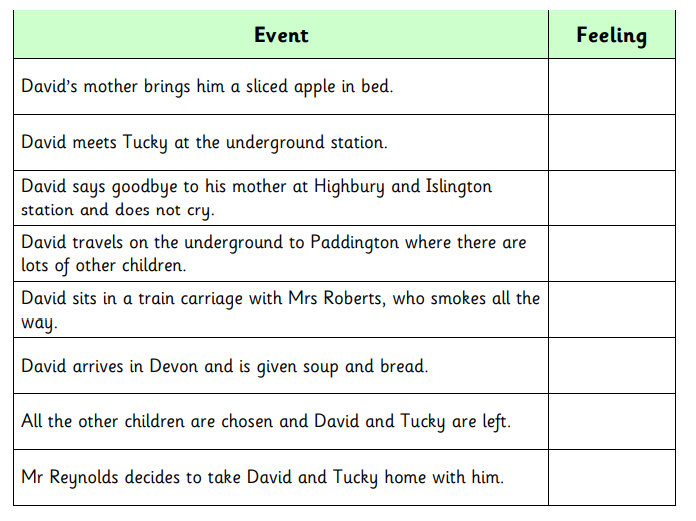 Event Feeling
David's mother brings him a sliced apple in bed.
David meets Tucky at the underground station.
David says goodbye to his mother at Highbury and Islington
station and does not cry.
David travels on the underground to Paddington where there are
lots of other children.
David sits in a train carriage with Mrs Roberts, who smokes all the
way.
David arrives in Devon and is given soup and bread.
All the other children are chosen and David and Tucky are left.
Mr Reynolds decides to take David and Tucky home with him.